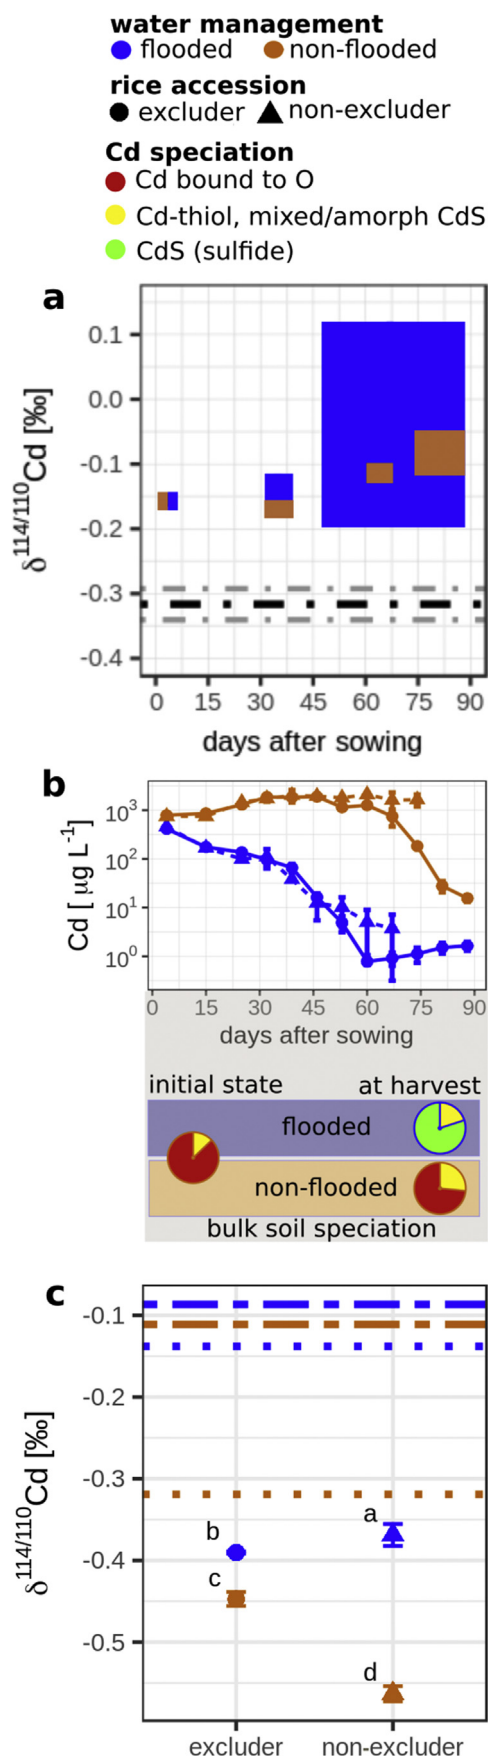 water management
flooded non-flooded
rice accession
excluder non-excluder
Cd speciation
Cd bound to O
Cd-thiol, mixed/amorph CdS
CdS (sulfide)
a
δ114/110Cd [‰]
0.1
0.0
-0.1
-0.2
-0.3
-0.4
0 15 30 45 60 75 90
days after sowing
b
Cd [ μg L⁻¹]
10³
10²
10¹
10⁰
0 15 30 45 60 75 90
days after sowing
initial state at harvest
flooded
non-flooded
bulk soil speciation
c
δ114/110Cd [‰]
-0.1
-0.2
-0.3
-0.4
-0.5
a
b
c
d
excluder non-excluder